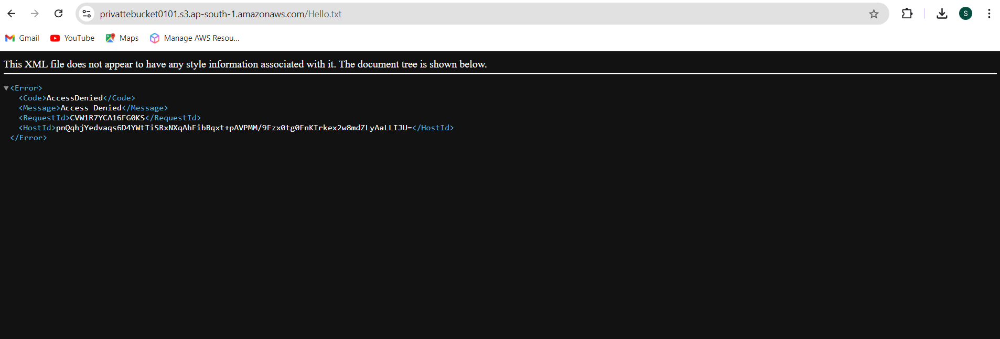 privattebucket0101.s3.ap-south-1.amazonaws.com/Hello.txt
S
Gmail YouTube Maps Manage AWS Resou...
This XML file does not appear to have any style information associated with it. The document tree is shown below.
▼<Error>
<Code>AccessDenied</Code>
<Message>Access Denied</Message>
<RequestId>CVW1R7YCA16FG0KS</RequestId>
<HostId>pnQqhjYedvaqs6D4YWtTiSRxNXqAhFibBqxt+pAVPMM/9Fzx0tg0FnKIrkex2w8mdZLyAaLLIJU=</HostId>
</Error>